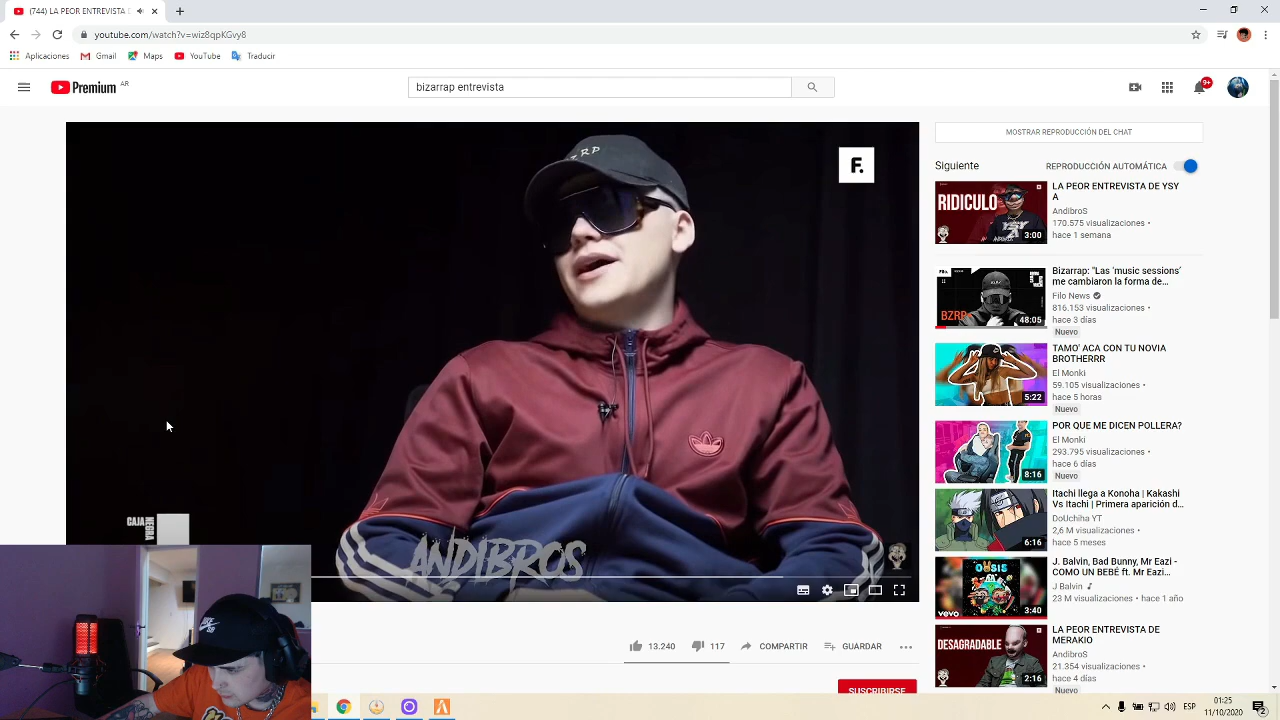 (744) LA PEOR ENTREVISTA D
youtube.com/watch?v=wiz8qpKGvy8
Aplicaciones
Gmail
Maps
YouTube
Traducir
Premium AR
bizarrap entrevista
9+
BZRP
F.
CAJA NEGRA
ANDIBROS
13.240
117
COMPARTIR
GUARDAR
SUSCRIBIRSE
MOSTRAR REPRODUCCIÓN DEL CHAT
Siguiente
REPRODUCCIÓN AUTOMÁTICA
RIDICULO
3:00
LA PEOR ENTREVISTA DE YSY
A
AndibroS
170.575 visualizaciones •
hace 1 semana
BZRP
48:05
Bizarrap: "Las 'music sessions'
me cambiaron la forma de...
Filo News
816.153 visualizaciones •
hace 3 días
Nuevo
5:22
TAMO' ACA CON TU NOVIA
BROTHERRR
El Monki
59.105 visualizaciones •
hace 5 horas
Nuevo
8:16
POR QUE ME DICEN POLLERA?
El Monki
293.795 visualizaciones •
hace 6 días
Nuevo
6:16
Itachi llega a Konoha | Kakashi
Vs Itachi | Primera aparición d...
DoUchiha YT
2,6 M visualizaciones •
hace 5 meses
OASIS
vevo
3:40
J. Balvin, Bad Bunny, Mr Eazi -
COMO UN BEBÉ ft. Mr Eazi...
J Balvin
23 M visualizaciones • hace 1 año
DESAGRADABLE
2:16
LA PEOR ENTREVISTA DE
MERAKIO
AndibroS
21.354 visualizaciones •
hace 4 días
Nuevo
ESP
01:25
11/10/2020
2